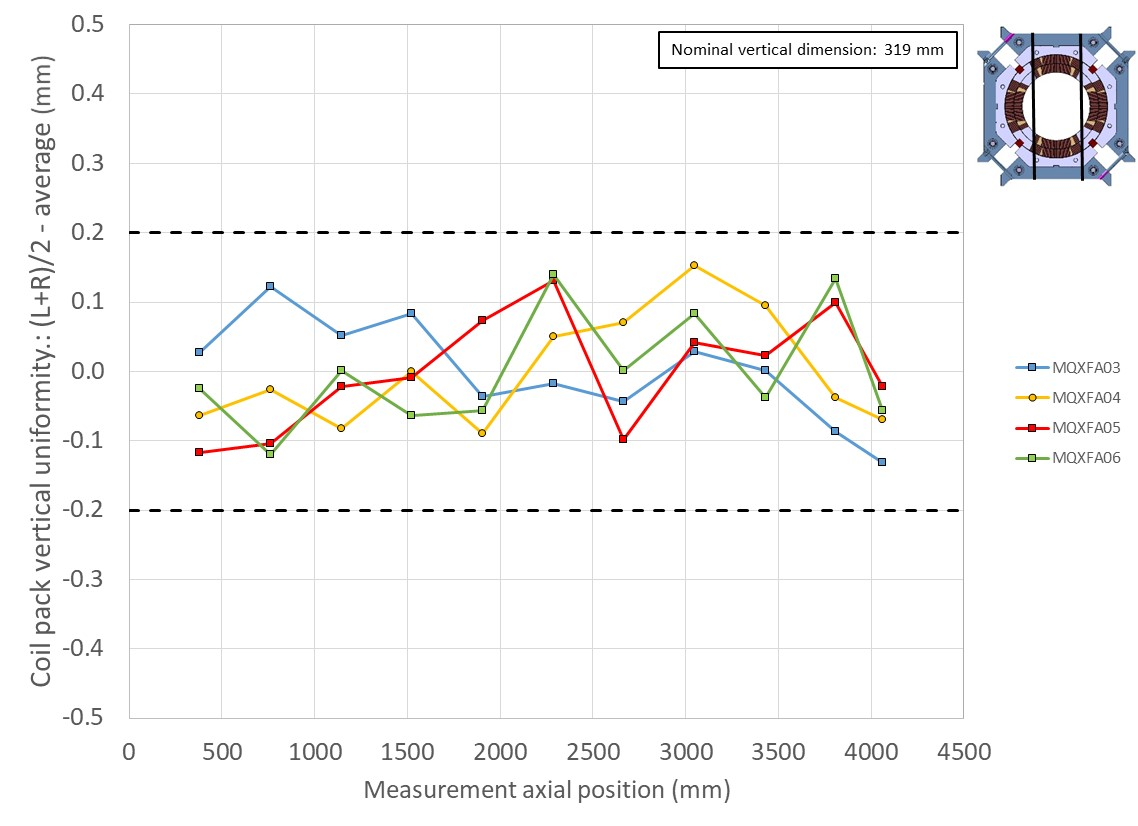 Nominal vertical dimension: 319 mm
Coil pack vertical uniformity.: (L+R)/2 - average (mm)
0.5
0.4
0.3
0.2
0.1
0.0
-0.1
-0.2
-0.3
-0.4
-0.5
0 500 1000 1500 2000 2500 3000 3500 4000 4500
Measurement axial position (mm)
MQXFA03
MQXFA04
MQXFA05
MQXFA06